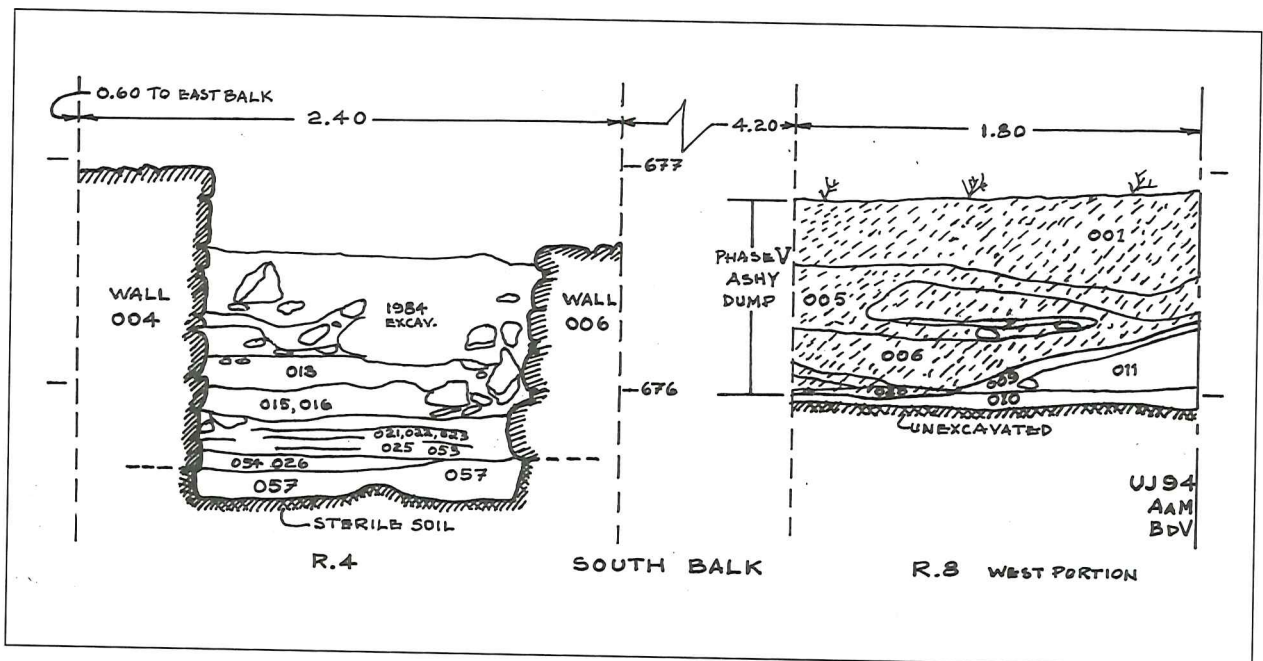 0.60 TO EAST BALK
2.40
4.20
1.80
677
676
WALL
004
1984
EXCAV.
WALL
006
013
015, 016
021, 022, 023
025 053
054 026
057
057
STERILE SOIL
R.4
SOUTH BALK
PHASE V
ASHY
DUMP
001
005
006
009
011
010
UNEXCAVATED
R.8 WEST PORTION
UJ94
AaM
BDV